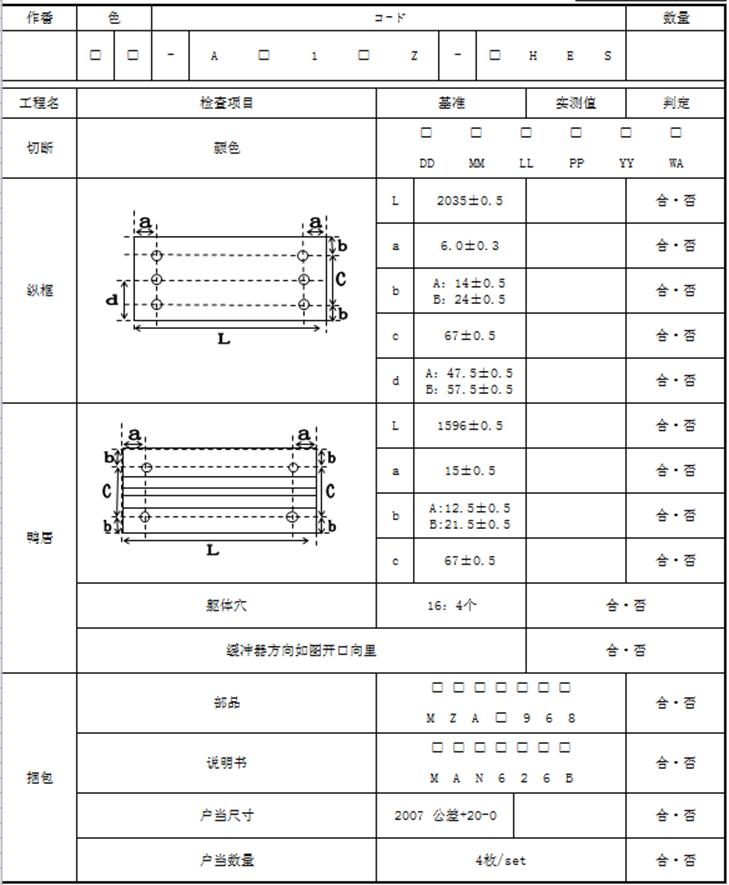 作番 色 コード 数量
□ □ - A □ 1 □ Z - □ H E S
工程名 检查项目 基准 实测值 判定
切断 颜色 □ □ □ □ □ □
DD MM LL PP YY WA
纵框 L 2035±0.5 合・否
a 6.0±0.3 合・否
b A: 14±0.5
B: 24±0.5 合・否
c 67±0.5 合・否
d A: 47.5±0.5
B: 57.5±0.5 合・否
a a
b
C
d
b
L
鸭唇 L 1596±0.5 合・否
a 15±0.5 合・否
b A:12.5±0.5
B:21.5±0.5 合・否
c 67±0.5 合・否
a a
b b
C C
b b
L
躯体穴 16: 4个 合・否
缓冲器方向如图开口向里 合・否
捆包 部品 □ □ □ □ □ □ □
M Z A □ 9 6 8 合・否
说明书 □ □ □ □ □ □ □
M A N 6 2 6 B 合・否
户当尺寸 2007 公差+20-0 合・否
户当数量 4枚/set 合・否